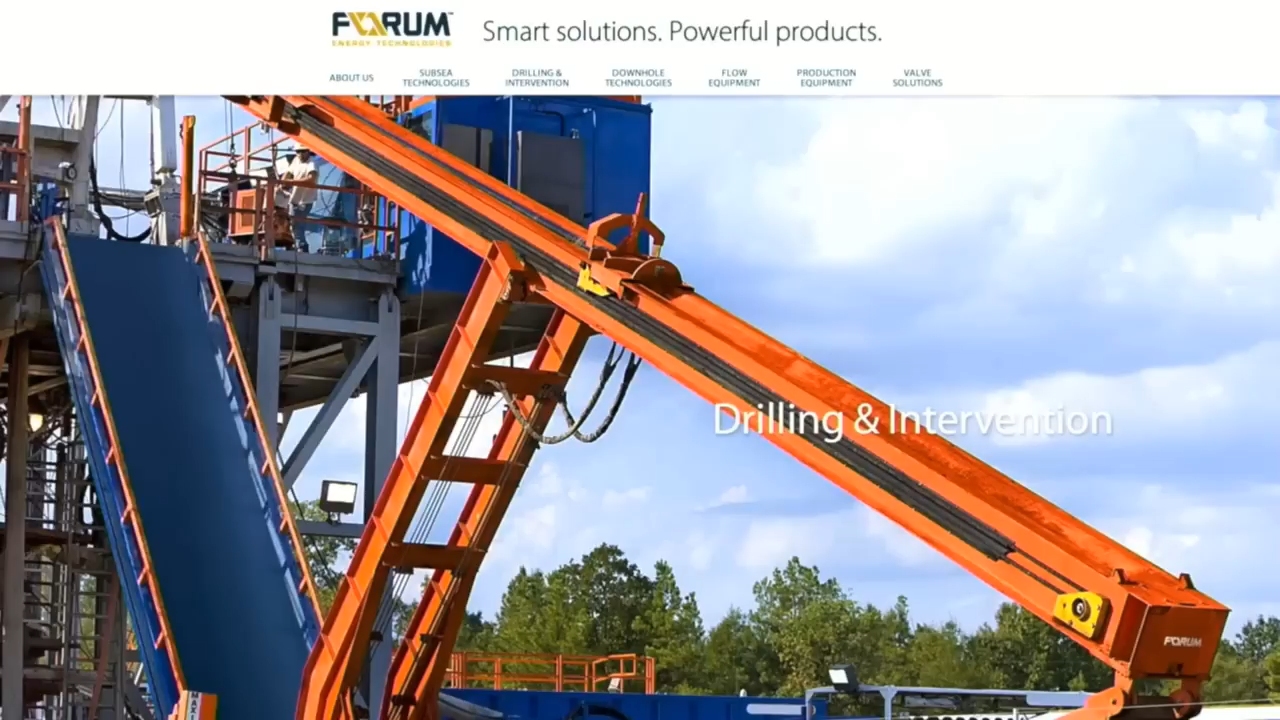 FORUM™
ENERGY TECHNOLOGIES
Smart solutions. Powerful products.
ABOUT US
SUBSEA
TECHNOLOGIES
DRILLING &
INTERVENTION
DOWNHOLE
TECHNOLOGIES
FLOW
EQUIPMENT
PRODUCTION
EQUIPMENT
VALVE
SOLUTIONS
Drilling & Intervention
FORUM